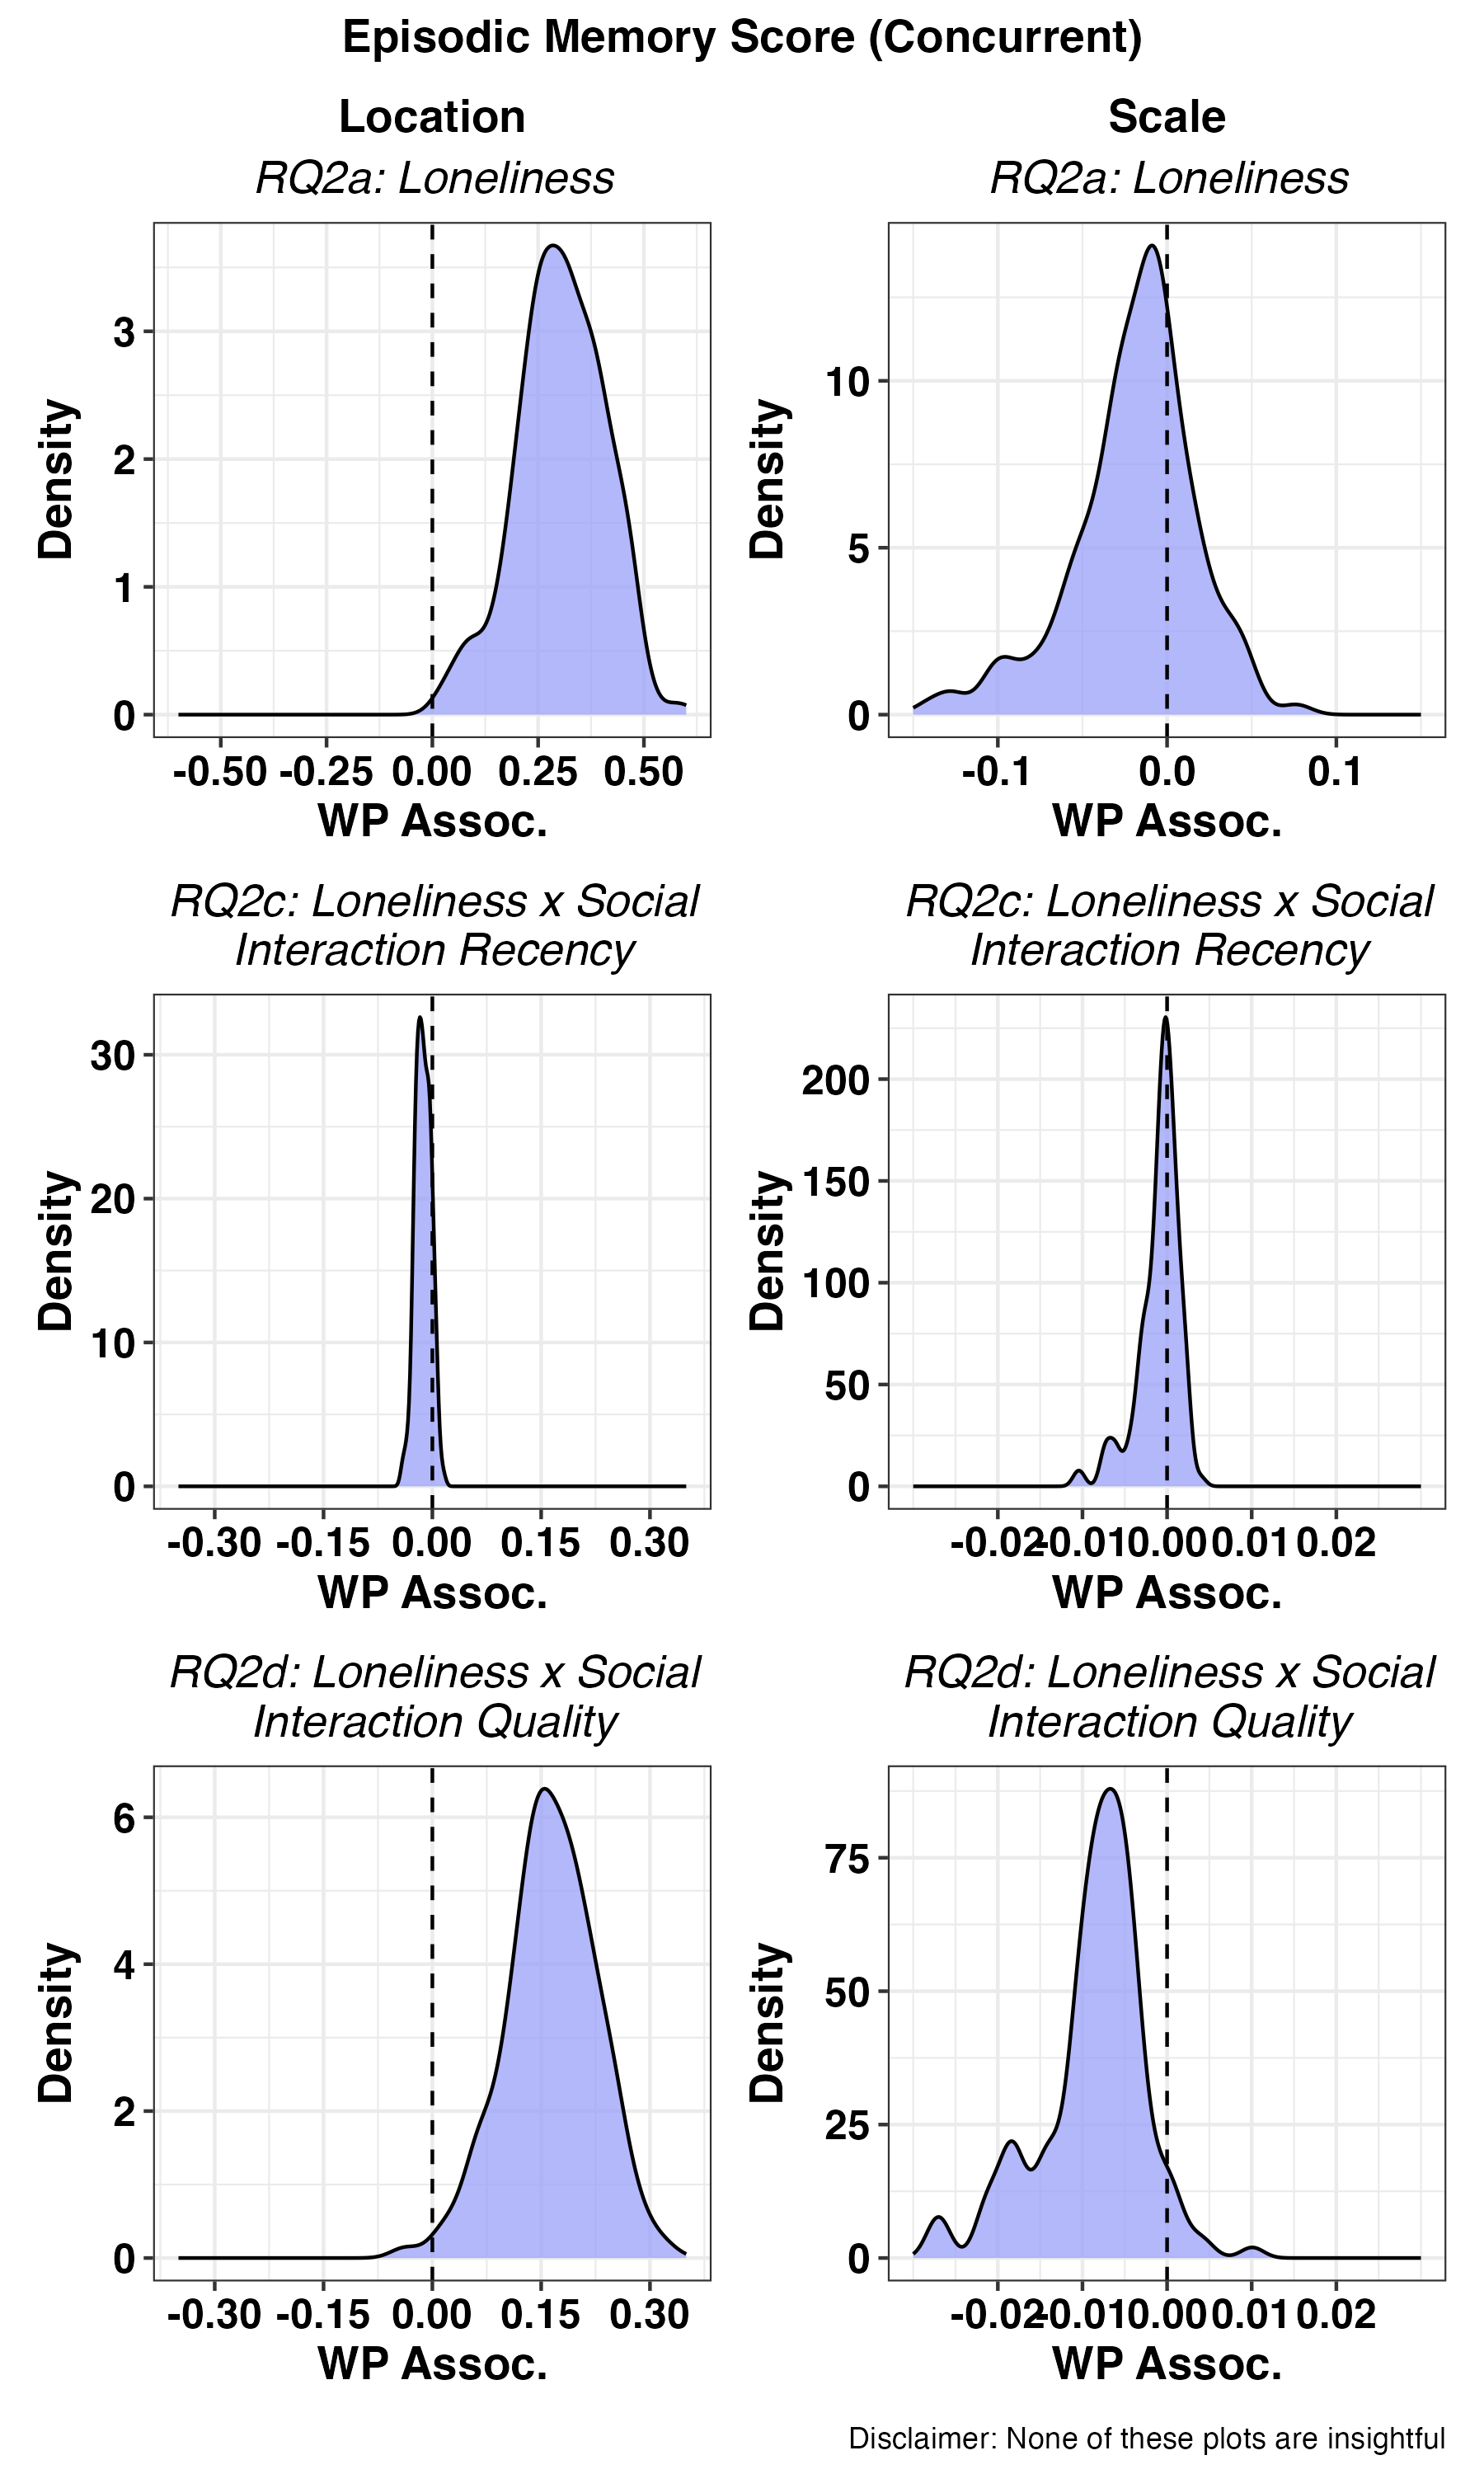 Episodic Memory Score (Concurrent)
Location
Scale
RQ2a: Loneliness
Density
3
2
1
0
-0.50 -0.25 0.00 0.25 0.50
WP Assoc.
RQ2a: Loneliness
Density
10
5
0
-0.1 0.0 0.1
WP Assoc.
RQ2c: Loneliness x Social
Interaction Recency
Density
30
20
10
0
-0.30 -0.15 0.00 0.15 0.30
WP Assoc.
RQ2c: Loneliness x Social
Interaction Recency
Density
200
150
100
50
0
-0.02 -0.01 0.00 0.01 0.02
WP Assoc.
RQ2d: Loneliness x Social
Interaction Quality
Density
6
4
2
0
-0.30 -0.15 0.00 0.15 0.30
WP Assoc.
RQ2d: Loneliness x Social
Interaction Quality
Density
75
50
25
0
-0.02 -0.01 0.00 0.01 0.02
WP Assoc.
Disclaimer: None of these plots are insightful